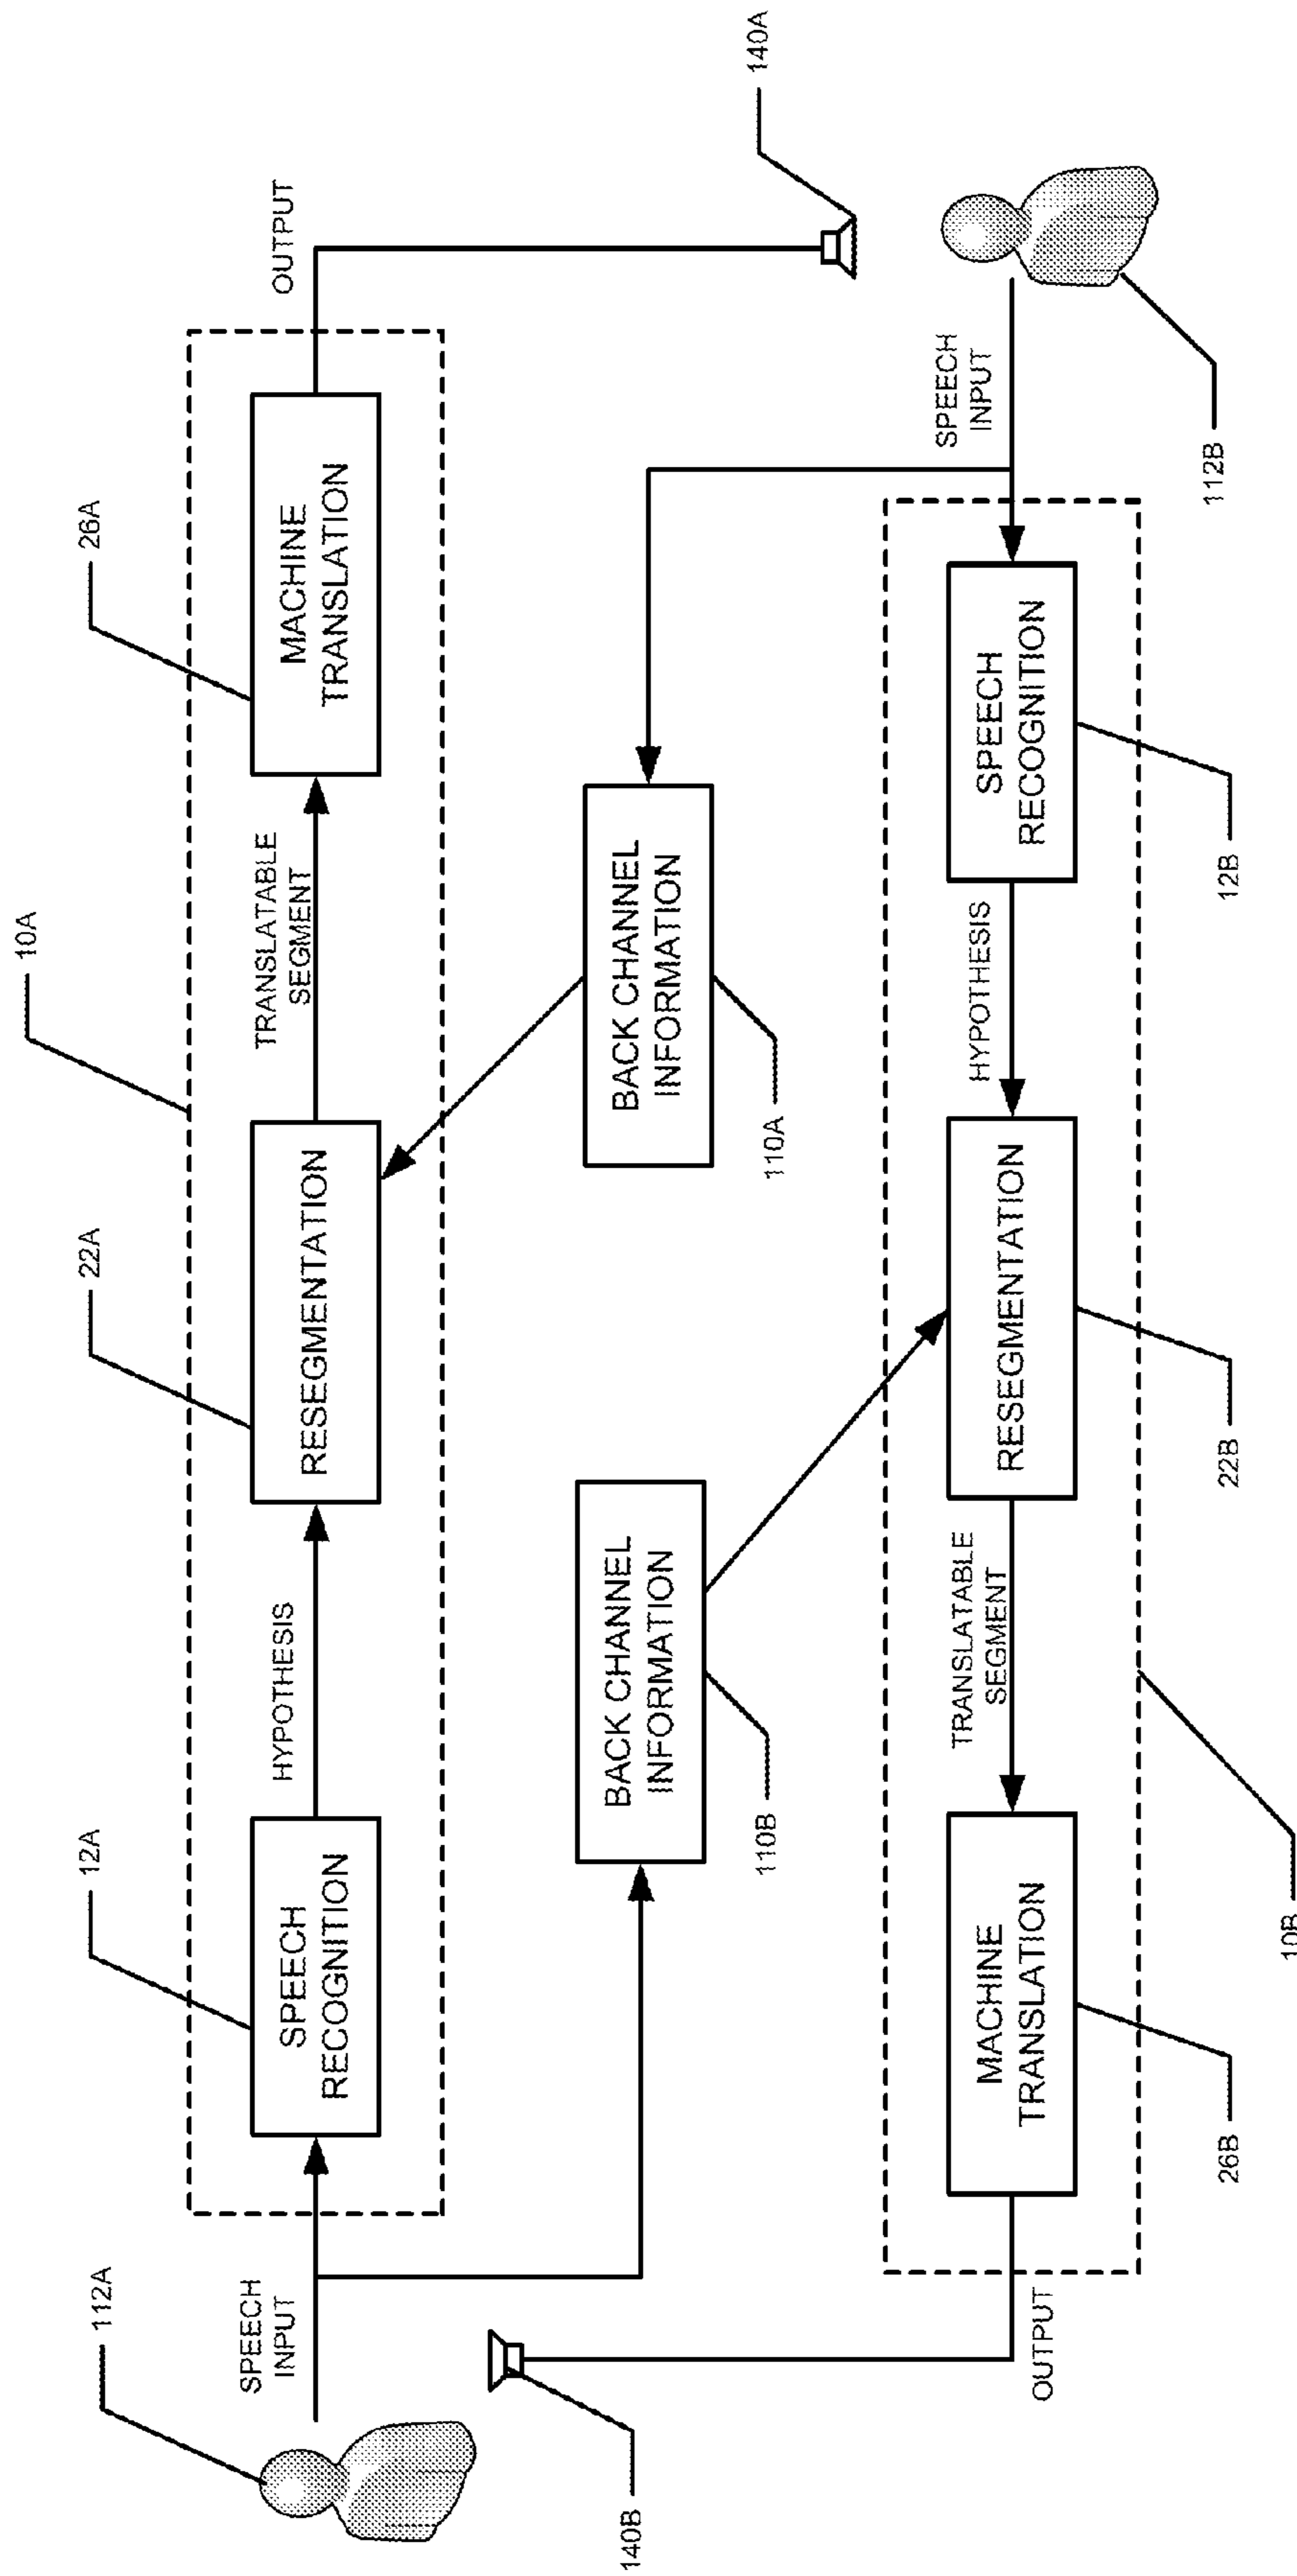 112A
SPEECH
INPUT
12A
SPEECH
RECOGNITION
HYPOTHESIS
22A
RESEGMENTATION
10A
TRANSLATABLE
SEGMENT
26A
MACHINE
TRANSLATION
OUTPUT
140A
140B
BACK CHANNEL
INFORMATION
110B
BACK CHANNEL
INFORMATION
110A
OUTPUT
MACHINE
TRANSLATION
26B
TRANSLATABLE
SEGMENT
10B
RESEGMENTATION
22B
HYPOTHESIS
SPEECH
RECOGNITION
12B
SPEECH
INPUT
112B